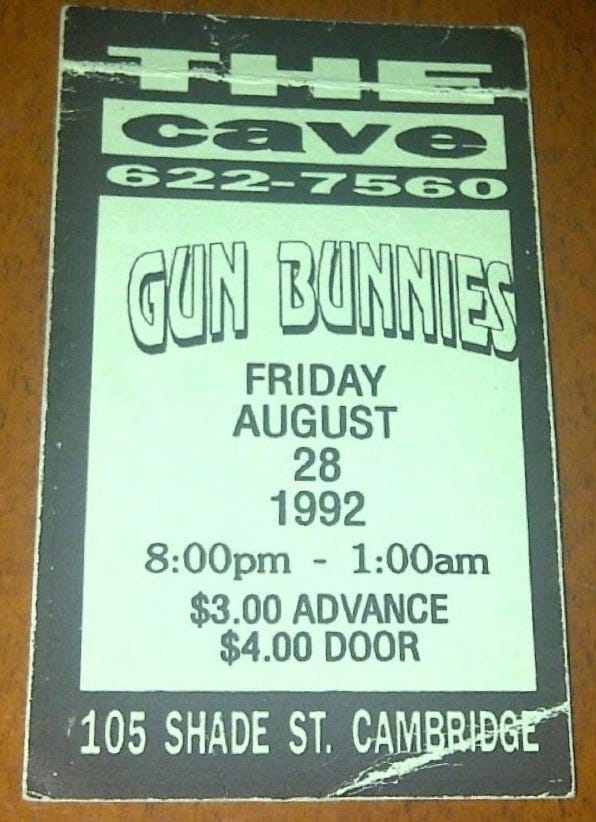 THE
cave
622-7560
GUN BUNNIES
FRIDAY
AUGUST
28
1992
8:00pm - 1:00am
$3.00 ADVANCE
$4.00 DOOR
105 SHADE ST. CAMBRIDGE